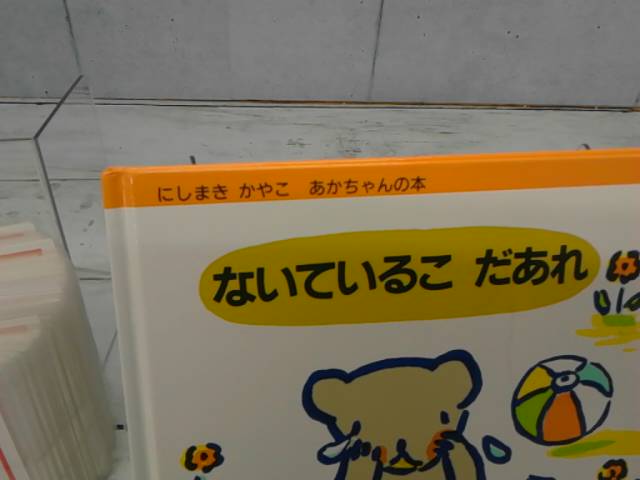 にしまき かやこ　あかちゃんの本
ないているこ だあれ